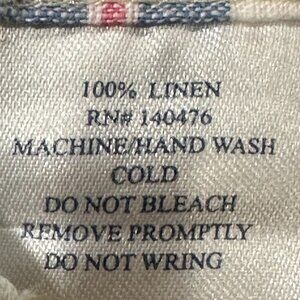 100% LINEN
RN# 140476
MACHINE/HAND WASH
COLD
DO NOT BLEACH
REMOVE PROMPTLY
DO NOT WRING